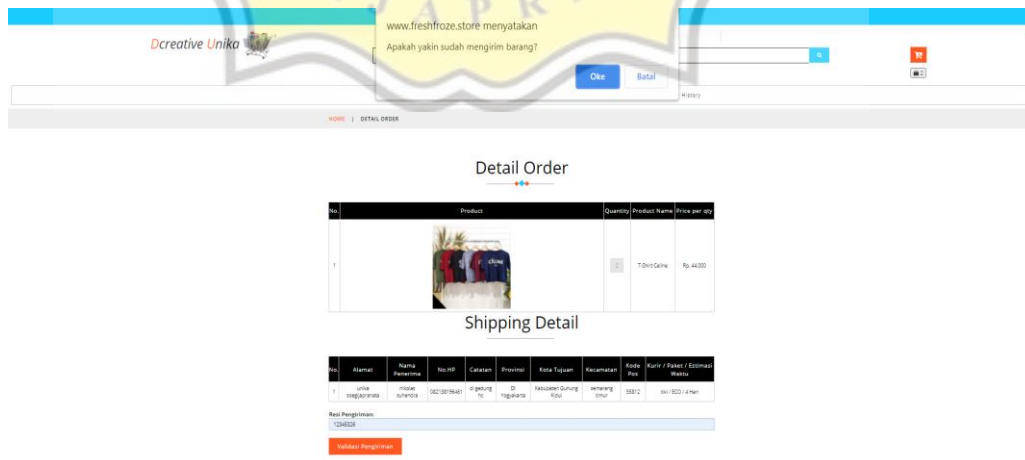 www.freshfroze.store menyatakan
Apakah yakin sudah mengirim barang?
Oke Batal
Dcreative Unika
History
HOME | DETAIL ORDER
Detail Order
No. Product Quantity Product Name Price per qty
1 T-Shirt Celine Rp. 44.000
Shipping Detail
No. Alamat Nama Penerima No.HP Catatan Provinsi Kota Tujuan Kecamatan Kode Pos Kurir / Paket / Estimasi Waktu
1 unika soegijapranata nikolas suhendra di gedung hc DI Yogyakarta Kabupaten Gunung Kidul semarang timur 55812 / 4 Hari
Resi Pengiriman:
Validasi Pengiriman